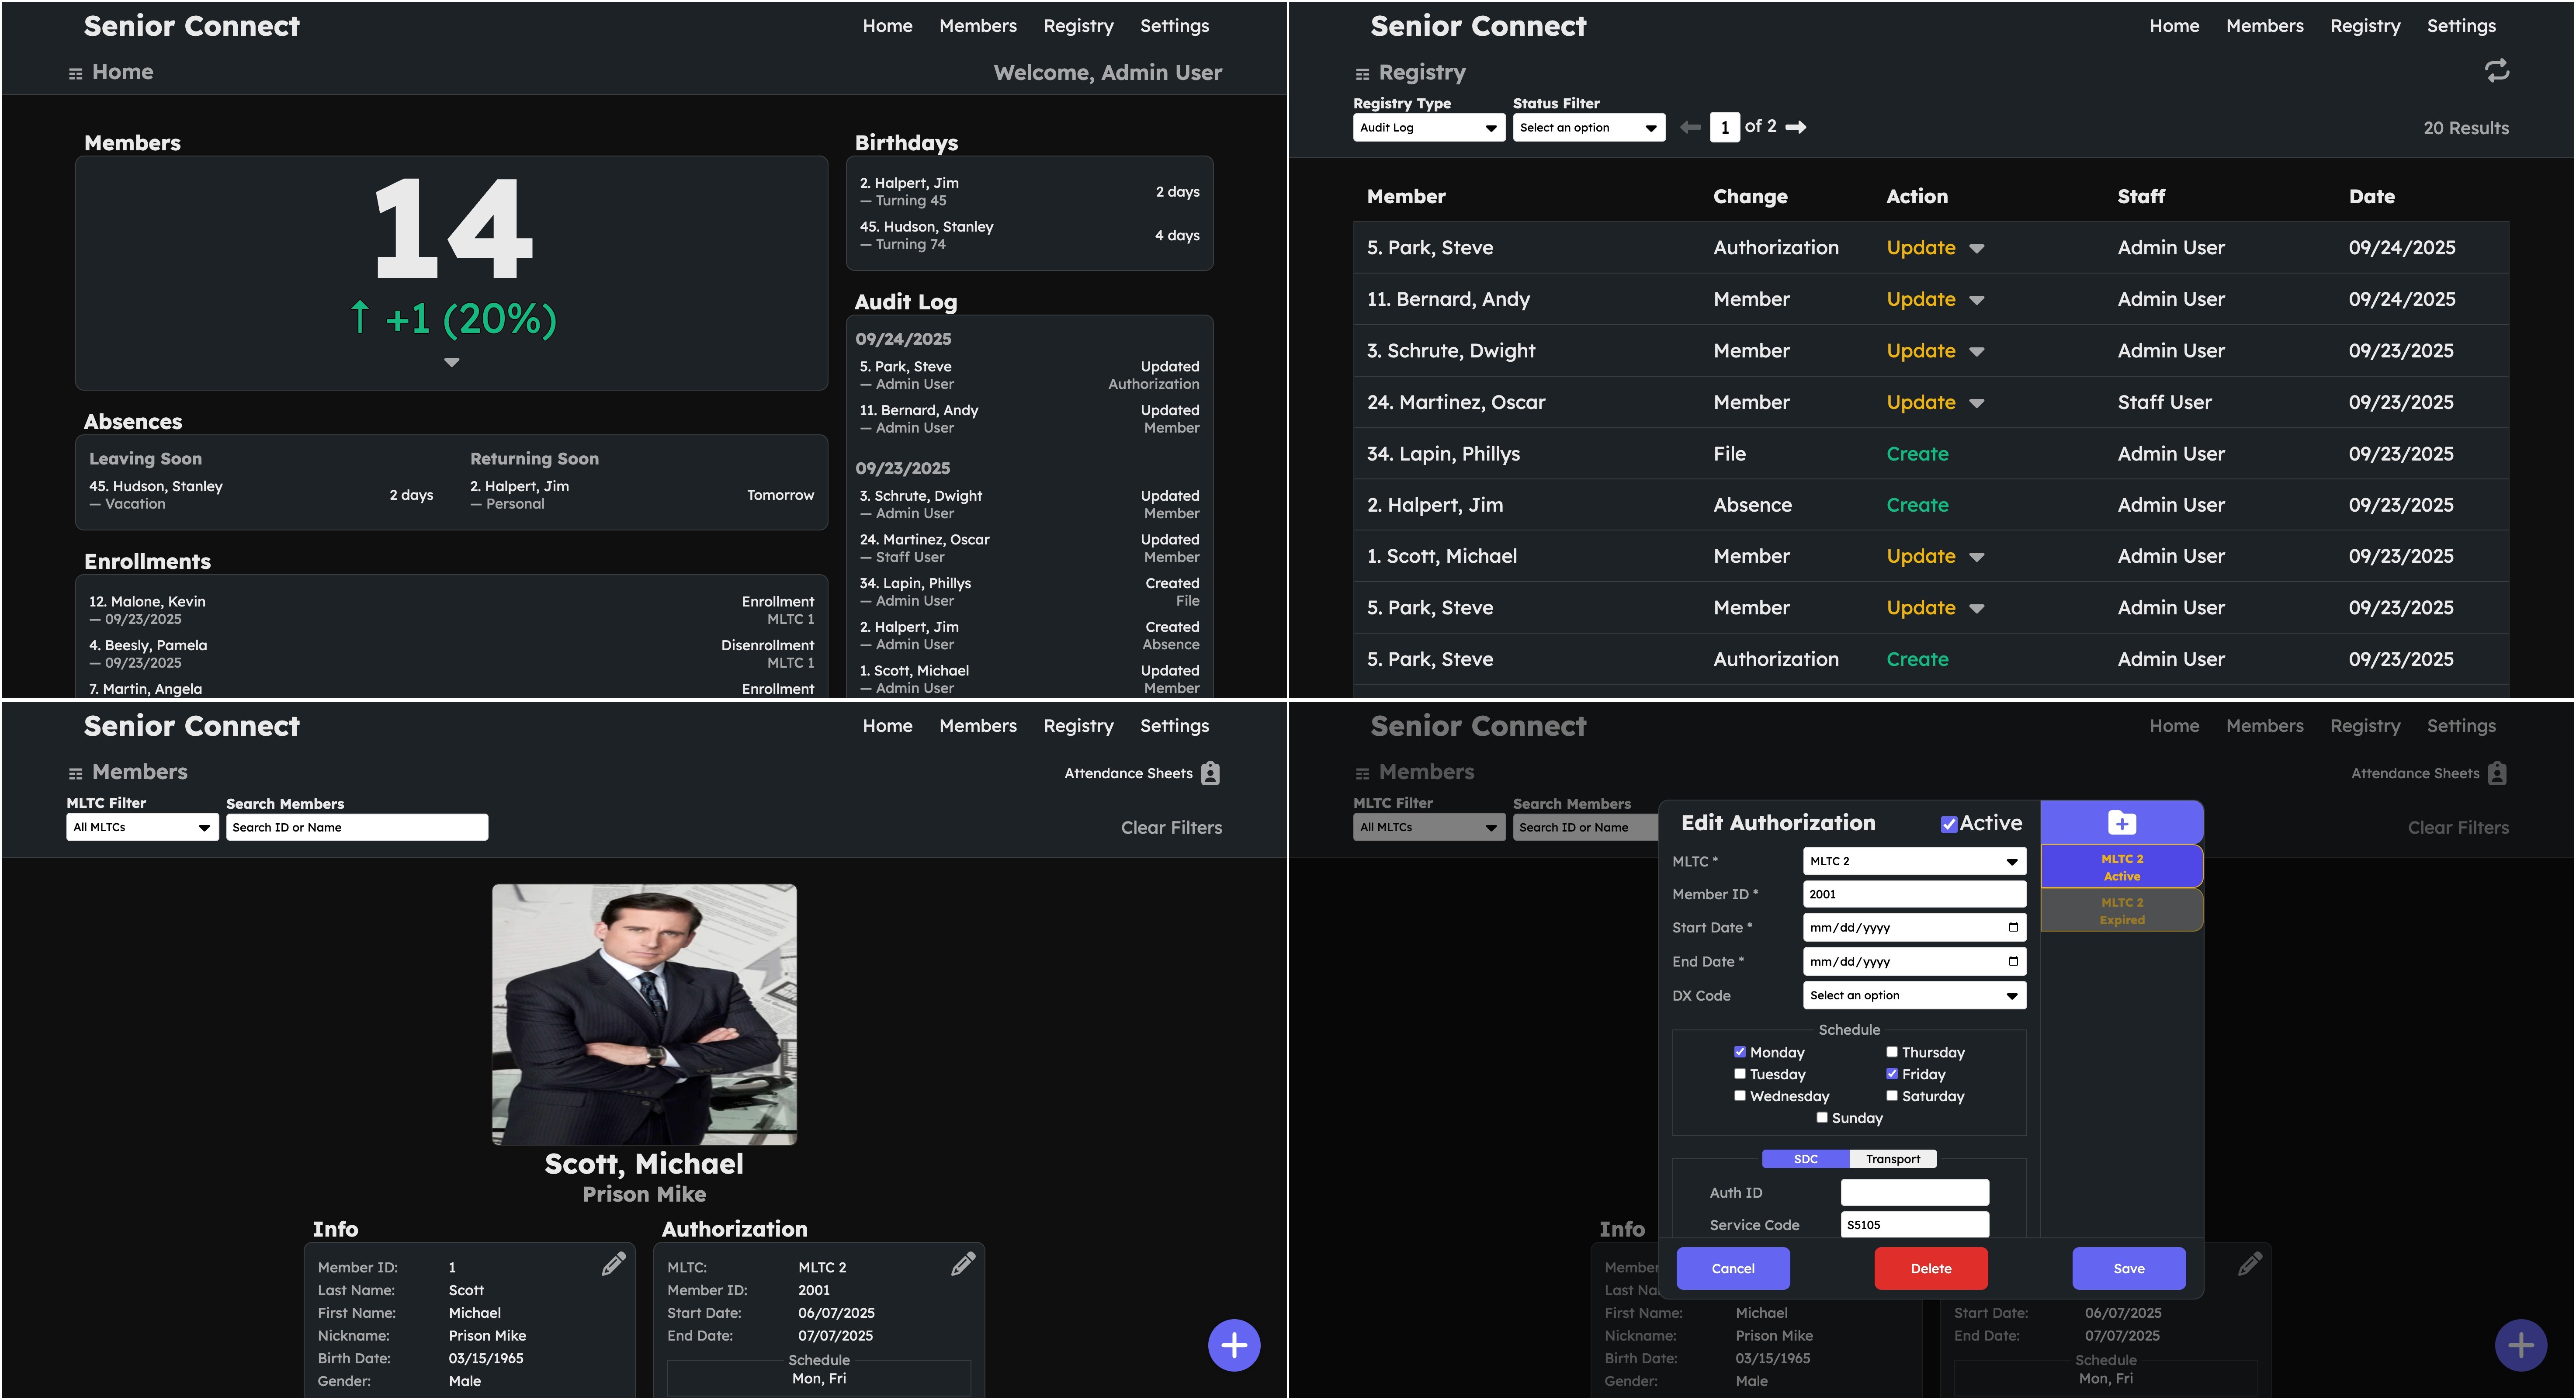 Senior Connect
Home Members Registry Settings
Home
Welcome, Admin User
Members
14
↑ +1 (20%)
Absences
Leaving Soon
45. Hudson, Stanley
— Vacation
2 days
Returning Soon
2. Halpert, Jim
— Personal
Tomorrow
Enrollments
12. Malone, Kevin Enrollment
— 09/23/2025 MLTC 1
4. Beesly, Pamela Disenrollment
— 09/23/2025 MLTC 1
7. Martin, Angela Enrollment
Birthdays
2. Halpert, Jim
— Turning 45
2 days
45. Hudson, Stanley
— Turning 74
4 days
Audit Log
09/24/2025
5. Park, Steve Updated
— Admin User Authorization
11. Bernard, Andy Updated
— Admin User Member
09/23/2025
3. Schrute, Dwight Updated
— Admin User Member
24. Martinez, Oscar Updated
— Staff User Member
34. Lapin, Phillys Created
— Admin User File
2. Halpert, Jim Created
— Admin User Absence
1. Scott, Michael Updated
— Admin User Member
Senior Connect
Home Members Registry Settings
Registry
Registry Type Status Filter
Audit Log Select an option 1 of 2
20 Results
Member Change Action Staff Date
5. Park, Steve Authorization Update Admin User 09/24/2025
11. Bernard, Andy Member Update Admin User 09/24/2025
3. Schrute, Dwight Member Update Admin User 09/23/2025
24. Martinez, Oscar Member Update Staff User 09/23/2025
34. Lapin, Phillys File Create Admin User 09/23/2025
2. Halpert, Jim Absence Create Admin User 09/23/2025
1. Scott, Michael Member Update Admin User 09/23/2025
5. Park, Steve Member Update Admin User 09/23/2025
5. Park, Steve Authorization Create Admin User 09/23/2025
Senior Connect
Home Members Registry Settings
Members
Attendance Sheets
MLTC Filter Search Members
All MLTCs Search ID or Name
Clear Filters
Scott, Michael
Prison Mike
Info
Member ID: 1
Last Name: Scott
First Name: Michael
Nickname: Prison Mike
Birth Date: 03/15/1965
Gender: Male
Authorization
MLTC: MLTC 2
Member ID: 2001
Start Date: 06/07/2025
End Date: 07/07/2025
Schedule
Mon, Fri
Senior Connect
Home Members Registry Settings
Members
Attendance Sheets
MLTC Filter Search Members
All MLTCs Search ID or Name
Clear Filters
Edit Authorization Active
MLTC * MLTC 2
Member ID * 2001
Start Date * mm/dd/yyyy
End Date * mm/dd/yyyy
DX Code Select an option
Schedule
Monday Thursday
Tuesday Friday
Wednesday Saturday
Sunday
SDC Transport
Auth ID
Service Code S5105
Cancel Delete Save
MLTC 2
Active
MLTC 2
Expired
Info
Member
Last Na
First Name: Michael
Nickname: Prison Mike
Birth Date: 03/15/1965
Gender: Male
Start Date: 06/07/2025
End Date: 07/07/2025
Schedule
Mon, Fri